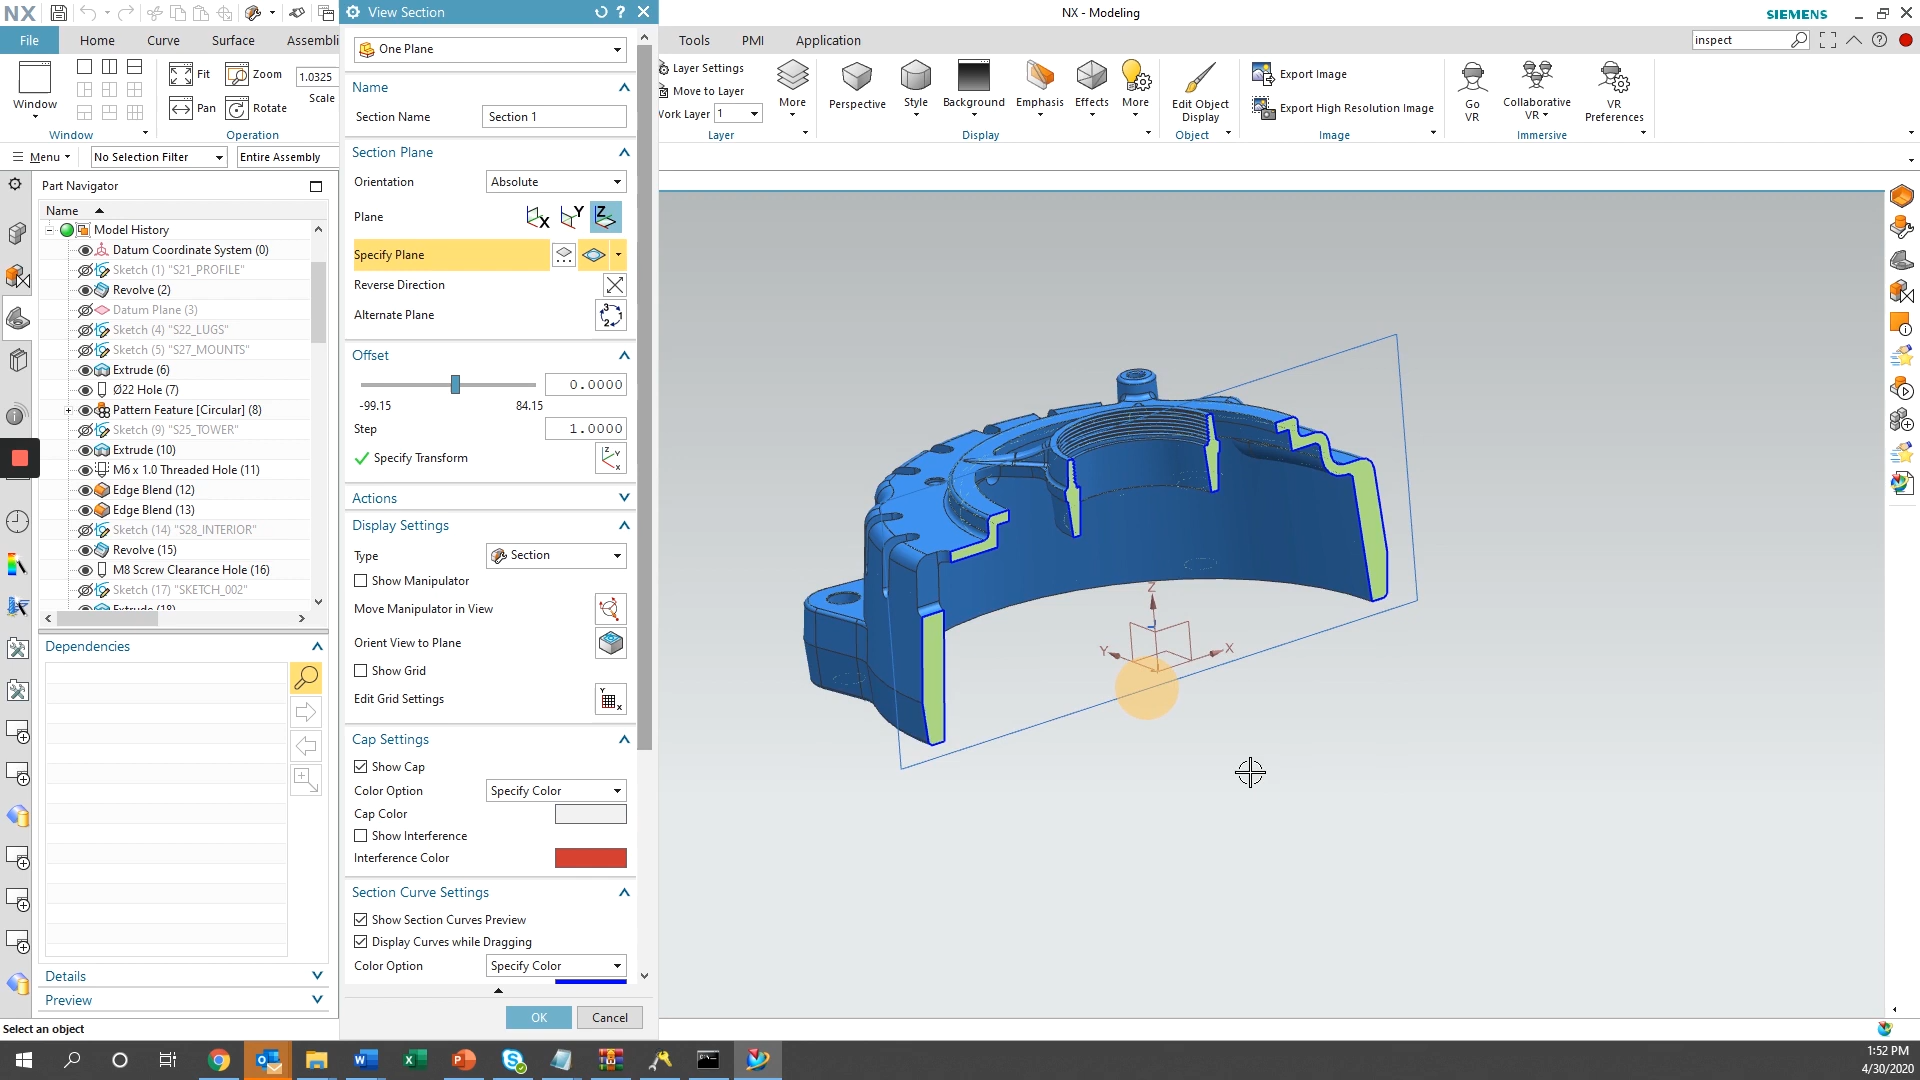 NX
View Section
?
NX - Modeling
SIEMENS
File
Home
Curve
Surface
Assembli
Tools
PMI
Application
inspect
Window
Window
Fit
Zoom
1.0325
Pan
Rotate
Scale
Operation
One Plane
Layer Settings
Move to Layer
Work Layer 1
Layer
More
Perspective
Style
Background
Emphasis
Effects
More
Display
Edit Object Display
Object
Export Image
Export High Resolution Image
Image
Go VR
Collaborative VR
VR Preferences
Immersive
Menu
No Selection Filter
Entire Assembly
Part Navigator
Name
Model History
Datum Coordinate System (0)
Sketch (1) "S21_PROFILE"
Revolve (2)
Datum Plane (3)
Sketch (4) "S22_LUGS"
Sketch (5) "S27_MOUNTS"
Extrude (6)
Ø22 Hole (7)
Pattern Feature [Circular] (8)
Sketch (9) "S25_TOWER"
Extrude (10)
M6 x 1.0 Threaded Hole (11)
Edge Blend (12)
Edge Blend (13)
Sketch (14) "S28_INTERIOR"
Revolve (15)
M8 Screw Clearance Hole (16)
Sketch (17) "SKETCH_002"
Extrude (18)
Dependencies
Details
Preview
Name
Section Name
Section 1
Section Plane
Orientation
Absolute
Plane
X
Y
Z
Specify Plane
Reverse Direction
Alternate Plane
Offset
0.0000
-99.15
84.15
Step
1.0000
Specify Transform
Actions
Display Settings
Type
Section
Show Manipulator
Move Manipulator in View
Orient View to Plane
Show Grid
Edit Grid Settings
Cap Settings
Show Cap
Color Option
Specify Color
Cap Color
Show Interference
Interference Color
Section Curve Settings
Show Section Curves Preview
Display Curves while Dragging
Color Option
Specify Color
OK
Cancel
Z
Y
X
Select an object
1:52 PM
4/30/2020